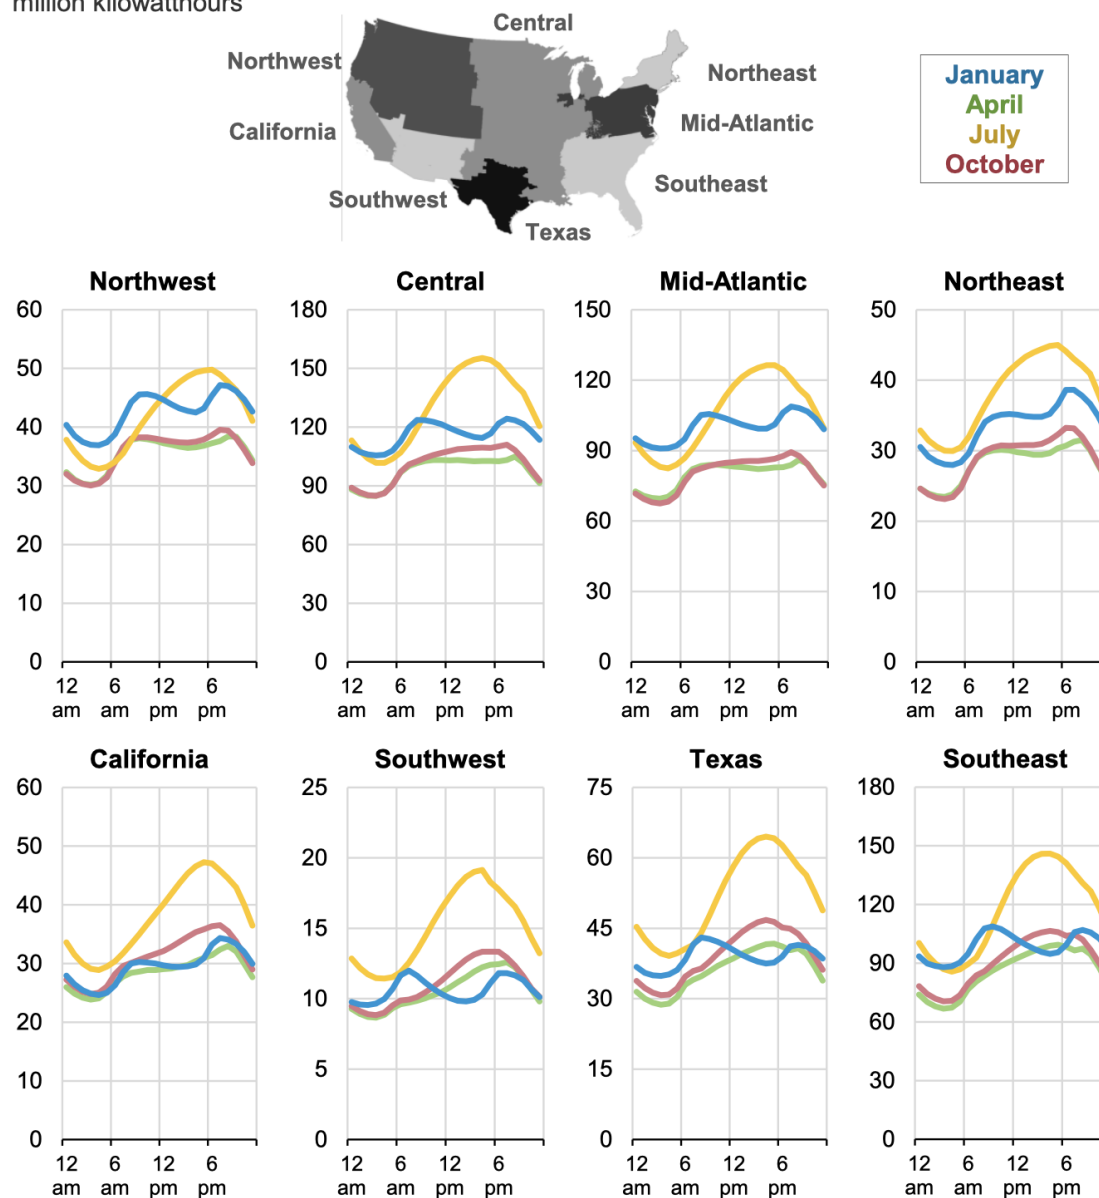 million kilowatthours
Central
Northwest
Northeast
California
Mid-Atlantic
Southwest
Southeast
Texas
January
April
July
October
Northwest
60
50
40
30
20
10
0
12 am
6 am
12 pm
6 pm
Central
180
150
120
90
60
30
0
12 am
6 am
12 pm
6 pm
Mid-Atlantic
150
120
90
60
30
0
12 am
6 am
12 pm
6 pm
Northeast
50
40
30
20
10
0
12 am
6 am
12 pm
6 pm
California
60
50
40
30
20
10
0
12 am
6 am
12 pm
6 pm
Southwest
25
20
15
10
5
0
12 am
6 am
12 pm
6 pm
Texas
75
60
45
30
15
0
12 am
6 am
12 pm
6 pm
Southeast
180
150
120
90
60
30
0
12 am
6 am
12 pm
6 pm